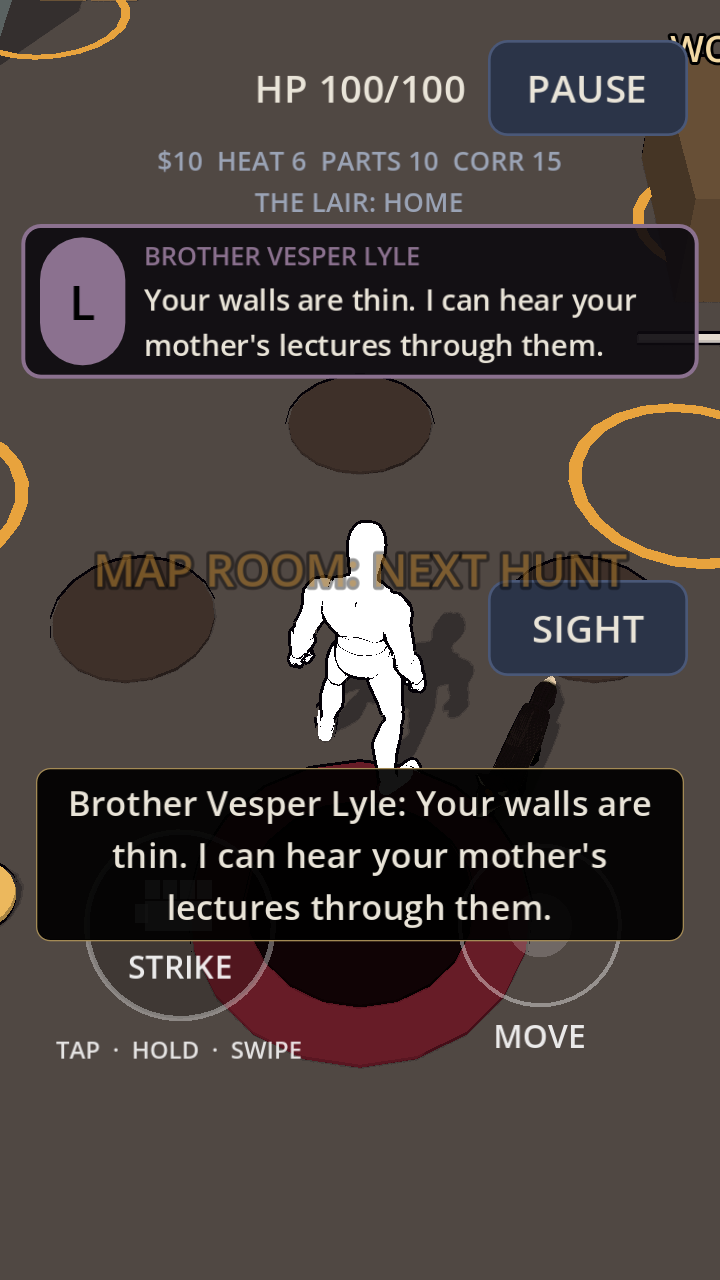 WO
HP 100/100
PAUSE
$10 HEAT 6 PARTS 10 CORR 15
THE LAIR: HOME
BROTHER VESPER LYLE
L
Your walls are thin. I can hear your
mother's lectures through them.
MAP ROOM: NEXT HUNT
SIGHT
Brother Vesper Lyle: Your walls are
thin. I can hear your mother's
lectures through them.
STRIKE
MOVE
TAP · HOLD · SWIPE